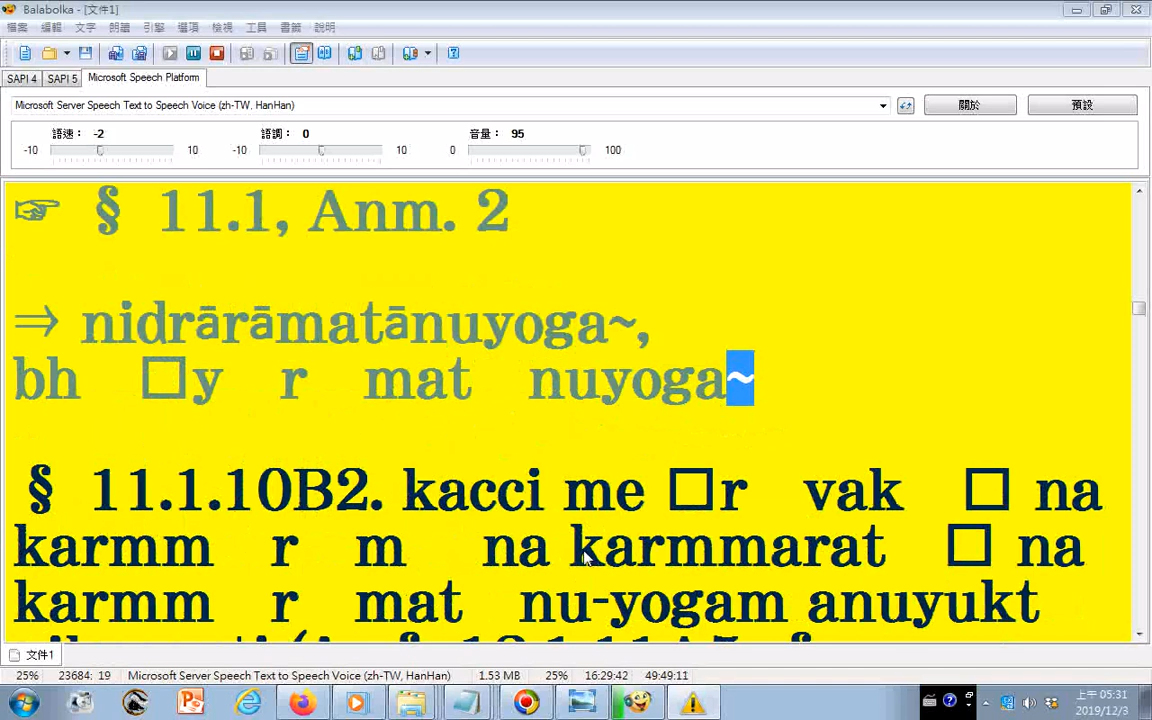 Balabolka - [文件1]
檔案 編輯 文字 朗讀 引擎 選項 檢視 工具 書籤 說明
SAPI 4 SAPI 5 Microsoft Speech Platform
Microsoft Server Speech Text to Speech Voice (zh-TW, HanHan) 關於 預設
語速： -2 語調： 0 音量： 95
-10 10 -10 10 0 100
☞ § 11.1, Anm. 2
⇒ nidrārāmatānuyoga~,
bh □y r mat nuyoga~
§ 11.1.10B2. kacci me □r vak □ na
karmm r m na karmmarat □ na
karmm r mat nu-yogam anuyukt
文件1
25% 23684: 19 Microsoft Server Speech Text to Speech Voice (zh-TW, HanHan) 1.53 MB 25% 16:29:42 49:49:11
上午 05:31
2019/12/3